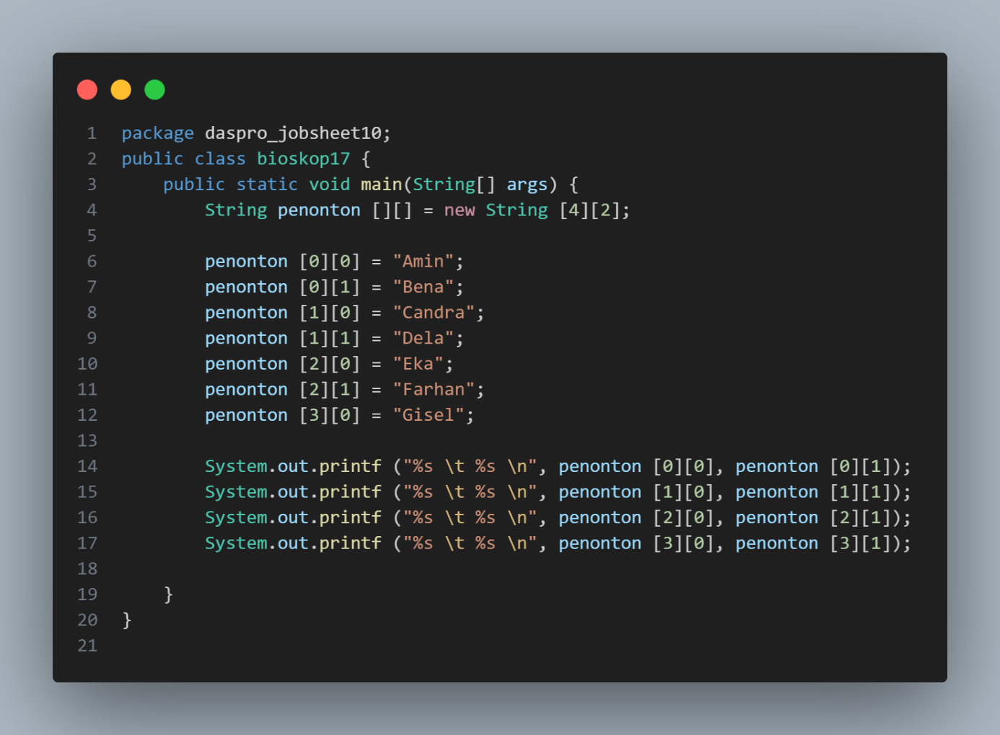 1 package daspro_jobsheet10;
2 public class bioskop17 {
3     public static void main(String[] args) {
4         String penonton [][] = new String [4][2];
5
6         penonton [0][0] = "Amin";
7         penonton [0][1] = "Bena";
8         penonton [1][0] = "Candra";
9         penonton [1][1] = "Dela";
10         penonton [2][0] = "Eka";
11         penonton [2][1] = "Farhan";
12         penonton [3][0] = "Gisel";
13
14         System.out.printf ("%s \t %s \n", penonton [0][0], penonton [0][1]);
15         System.out.printf ("%s \t %s \n", penonton [1][0], penonton [1][1]);
16         System.out.printf ("%s \t %s \n", penonton [2][0], penonton [2][1]);
17         System.out.printf ("%s \t %s \n", penonton [3][0], penonton [3][1]);
18
19     }
20 }
21